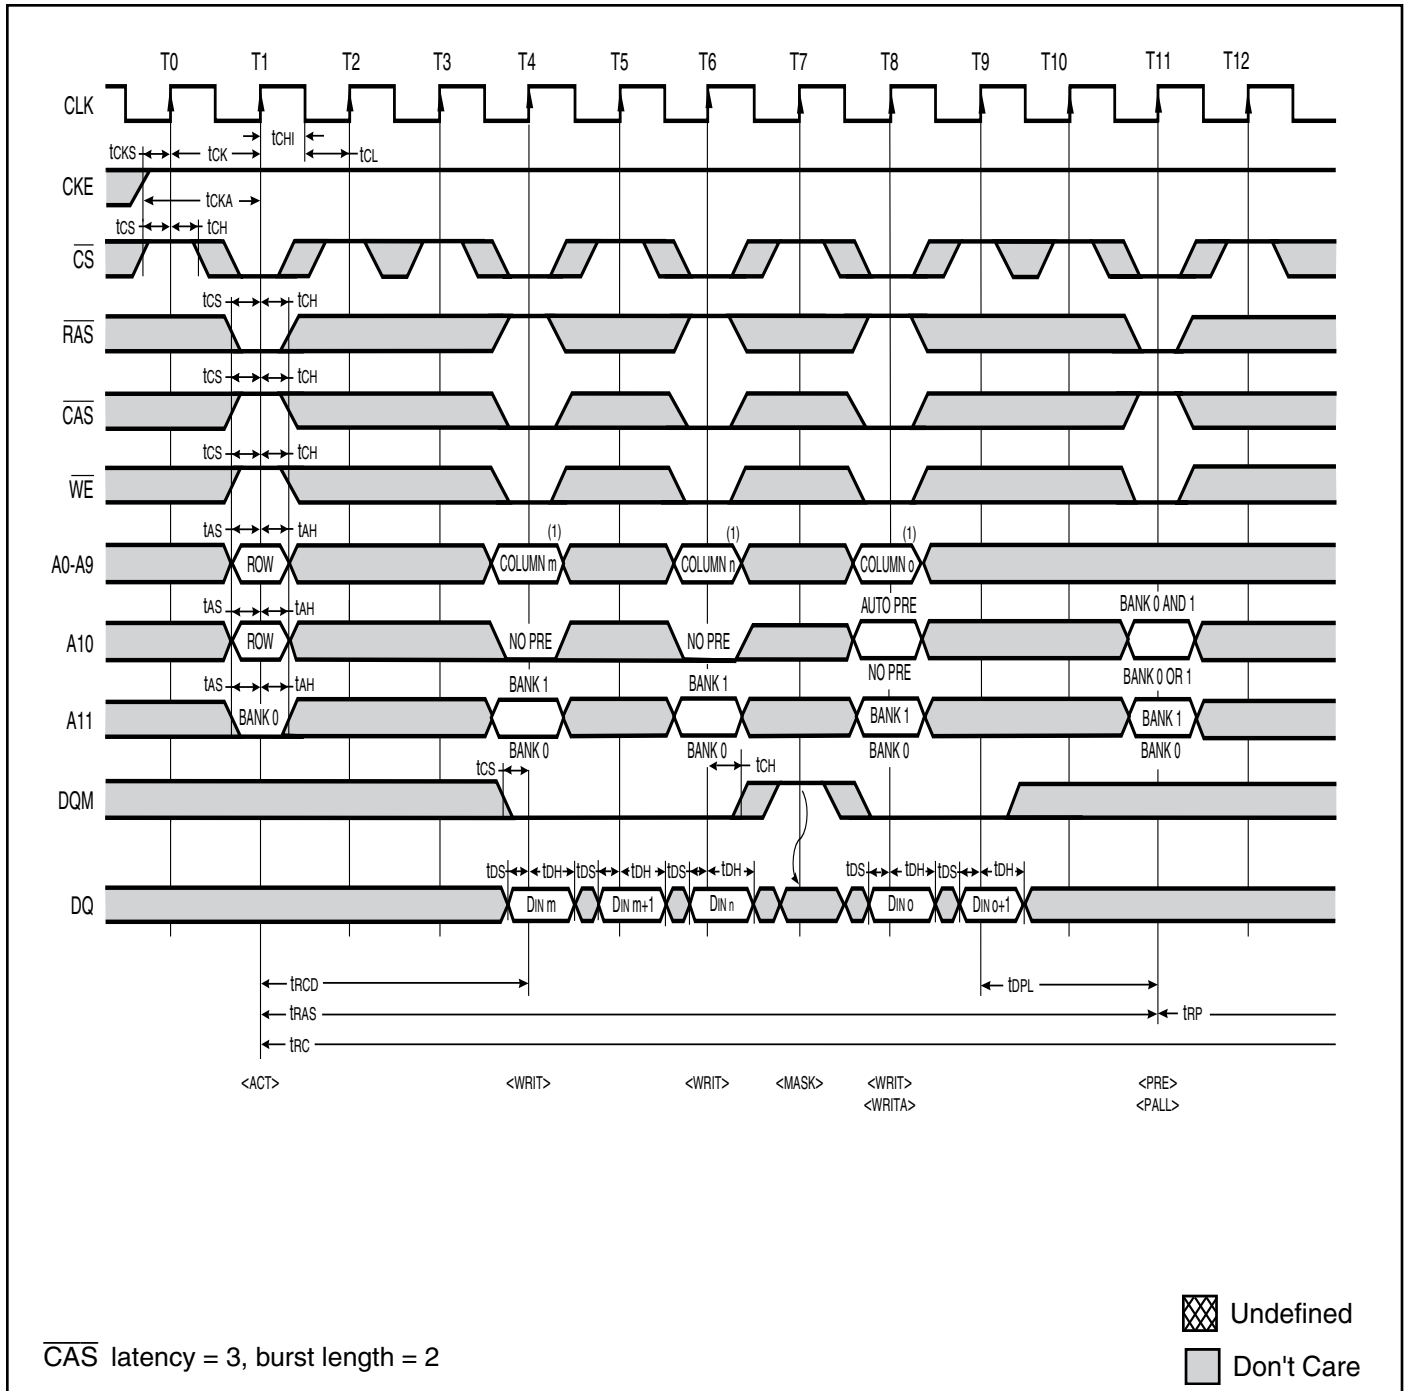 T0 T1 T2 T3 T4 T5 T6 T7 T8 T9 T10 T11 T12
CLK
tCHI
tCKS tCK tCL
CKE
tCKA
tCS tCH
CS
tCS tCH
RAS
tCS tCH
CAS
tCS tCH
WE
tAS tAH (1) (1) (1)
A0-A9 ROW COLUMN m COLUMN n COLUMN o
tAS tAH AUTO PRE BANK 0 AND 1
A10 ROW NO PRE NO PRE
NO PRE BANK 0 OR 1
tAS tAH BANK 1 BANK 1
A11 BANK 0 BANK 1 BANK 1
BANK 0 BANK 0 BANK 0 BANK 0
tCS tCH
DQM
tDS tDH tDS tDH tDS tDH tDS tDH tDS tDH
DQ DIN m DIN m+1 DIN n DIN o DIN o+1
tRCD tDPL
tRAS tRP
tRC
<ACT> <WRIT> <WRIT> <MASK> <WRIT> <PRE>
<WRITA> <PALL>
Undefined
CAS latency = 3, burst length = 2
Don't Care